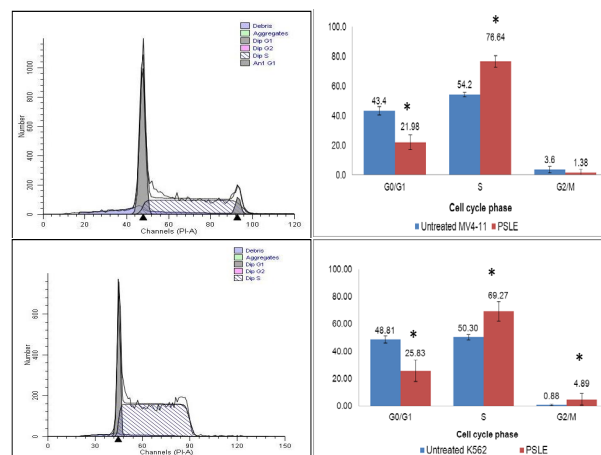 Debris
Aggregates
Dip G1
Dip G2
Dip S
An1 G1
Number
0 200 400 600 800 1000
0 20 40 60 80 100 120
Channels (PI-A)
100.0
80.0
60.0
40.0
20.0
0.0
43.4
*
21.98
54.2
*
76.64
3.6
1.38
G0/G1 S G2/M
Cell cycle phase
Untreated MV4-11 PSLE
Debris
Aggregates
Dip G1
Dip G2
Dip S
Number
0 200 400 600
0 30 60 90 120 150
Channels (PI-A)
100.00
80.00
60.00
40.00
20.00
0.00
48.81
*
25.83
50.30
*
69.27
0.88
*
4.89
G0/G1 S G2/M
Cell cycle phase
Untreated K562 PSLE